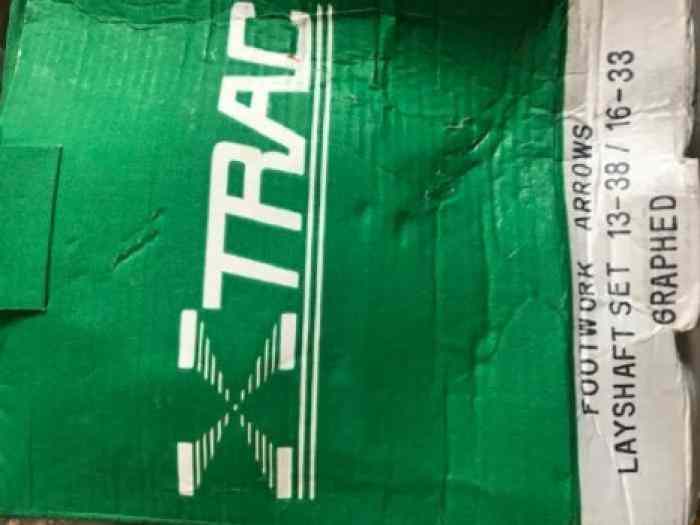 XTRAC
FOOTWORK ARROWS
LAYSHAFT SET 13-38 / 16-33
GRAPHED